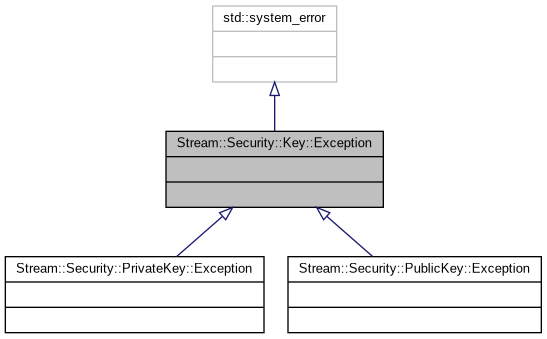 std::system_error
Stream::Security::Key::Exception
Stream::Security::PrivateKey::Exception
Stream::Security::PublicKey::Exception